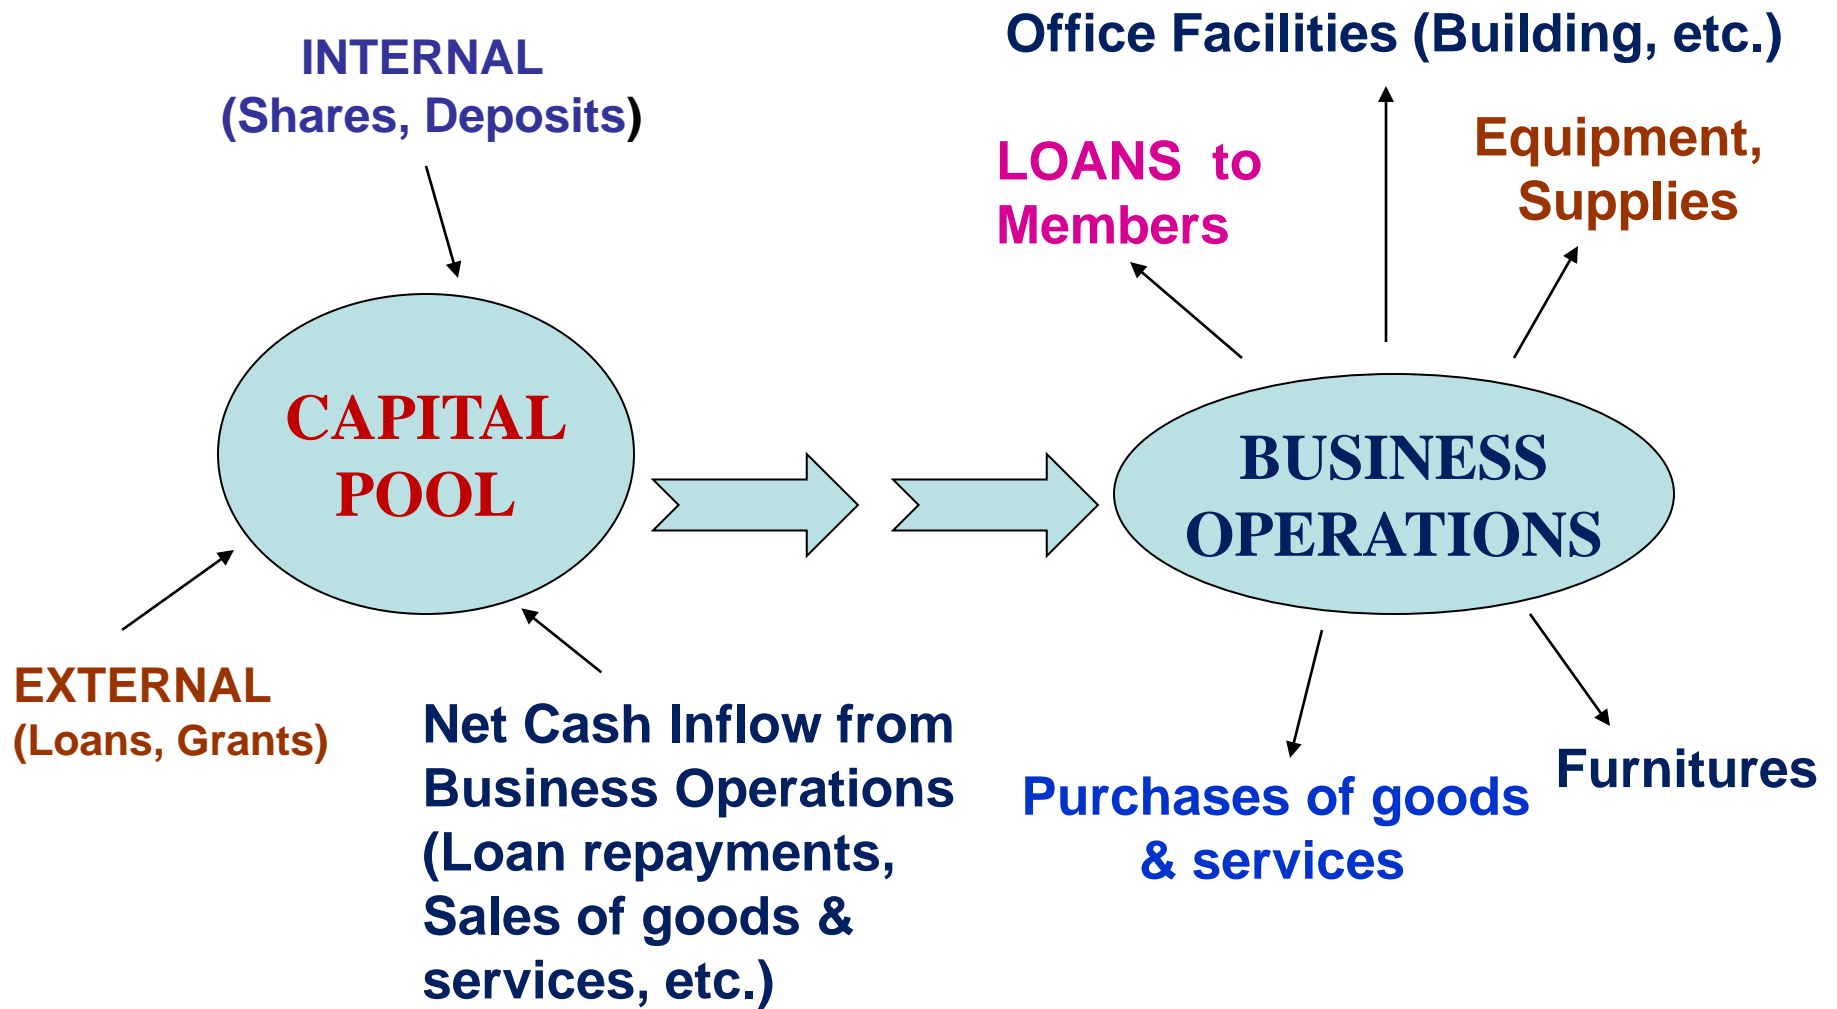 INTERNAL
(Shares, Deposits)
CAPITAL
POOL
EXTERNAL
(Loans, Grants)
Net Cash Inflow from
Business Operations
(Loan repayments,
Sales of goods &
services, etc.)
Office Facilities (Building, etc.)
LOANS to
Members
Equipment,
Supplies
BUSINESS
OPERATIONS
Purchases of goods
& services
Furnitures